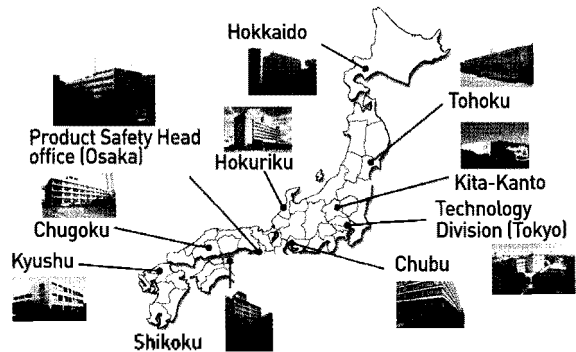 Hokkaido
Tohoku
Product Safety Head
office (Osaka)
Hokuriku
Kita-Kanto
Chugoku
Technology
Division (Tokyo)
Kyushu
Chubu
Shikoku